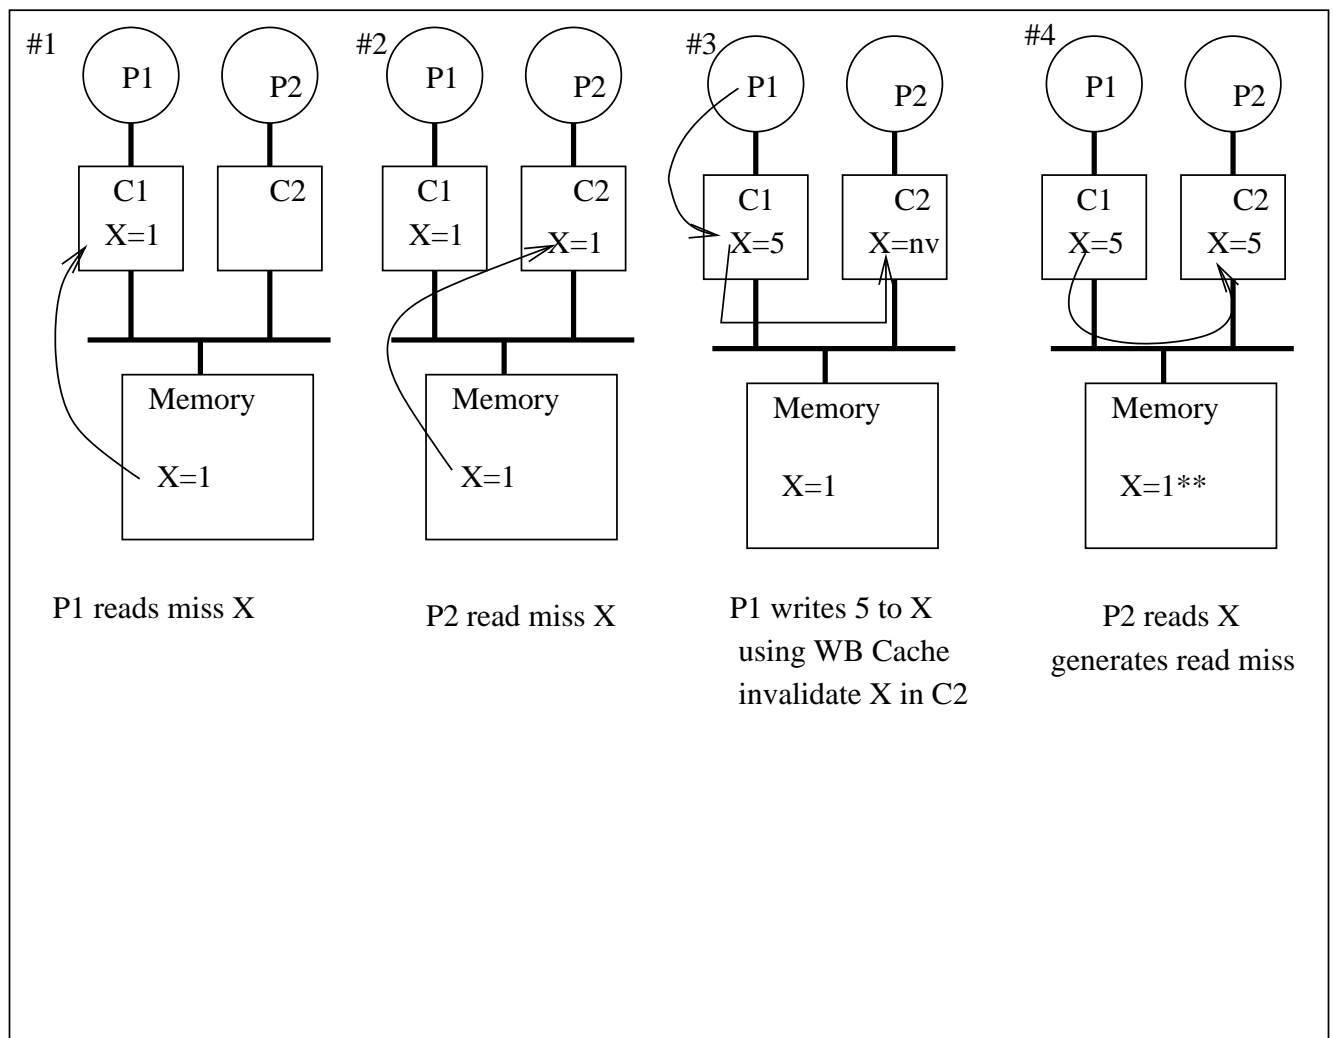 #1
P1
P2
C1
X=1
C2
Memory
X=1
P1 reads miss X
#2
P1
P2
C1
X=1
C2
X=1
Memory
X=1
P2 read miss X
#3
P1
P2
C1
X=5
C2
X=nv
Memory
X=1
P1 writes 5 to X
using WB Cache
invalidate X in C2
#4
P1
P2
C1
X=5
C2
X=5
Memory
X=1**
P2 reads X
generates read miss